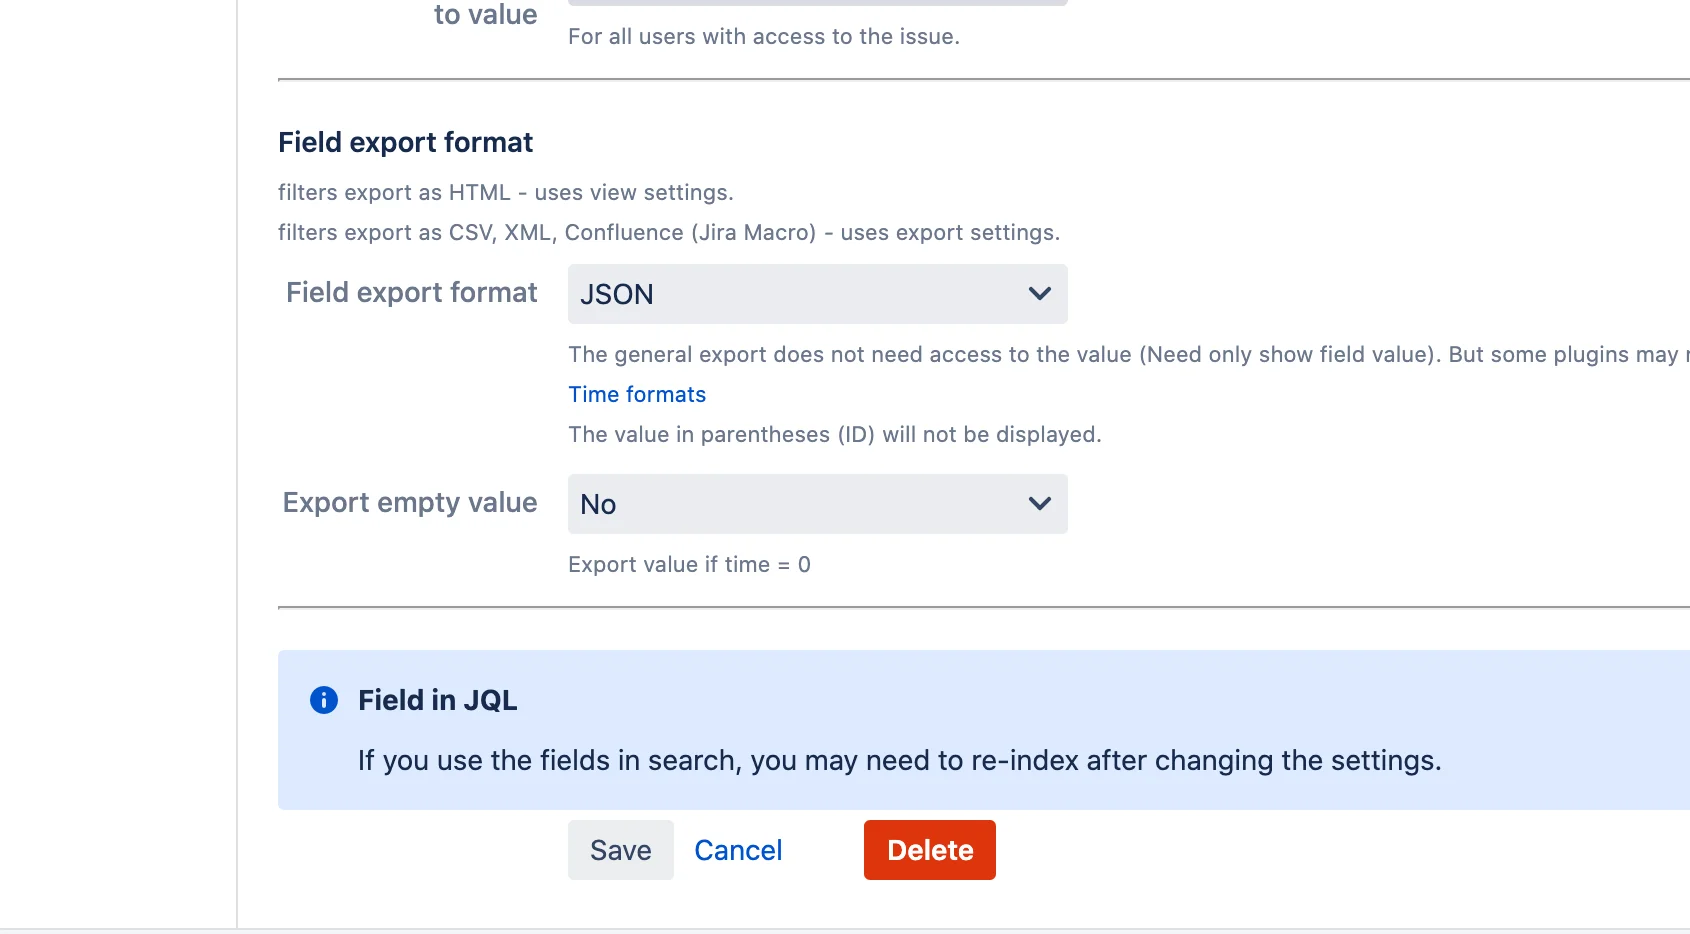 to value
For all users with access to the issue.
Field export format
filters export as HTML - uses view settings.
filters export as CSV, XML, Confluence (Jira Macro) - uses export settings.
Field export format JSON
The general export does not need access to the value (Need only show field value). But some plugins may
Time formats
The value in parentheses (ID) will not be displayed.
Export empty value No
Export value if time = 0
Field in JQL
If you use the fields in search, you may need to re-index after changing the settings.
Save Cancel Delete